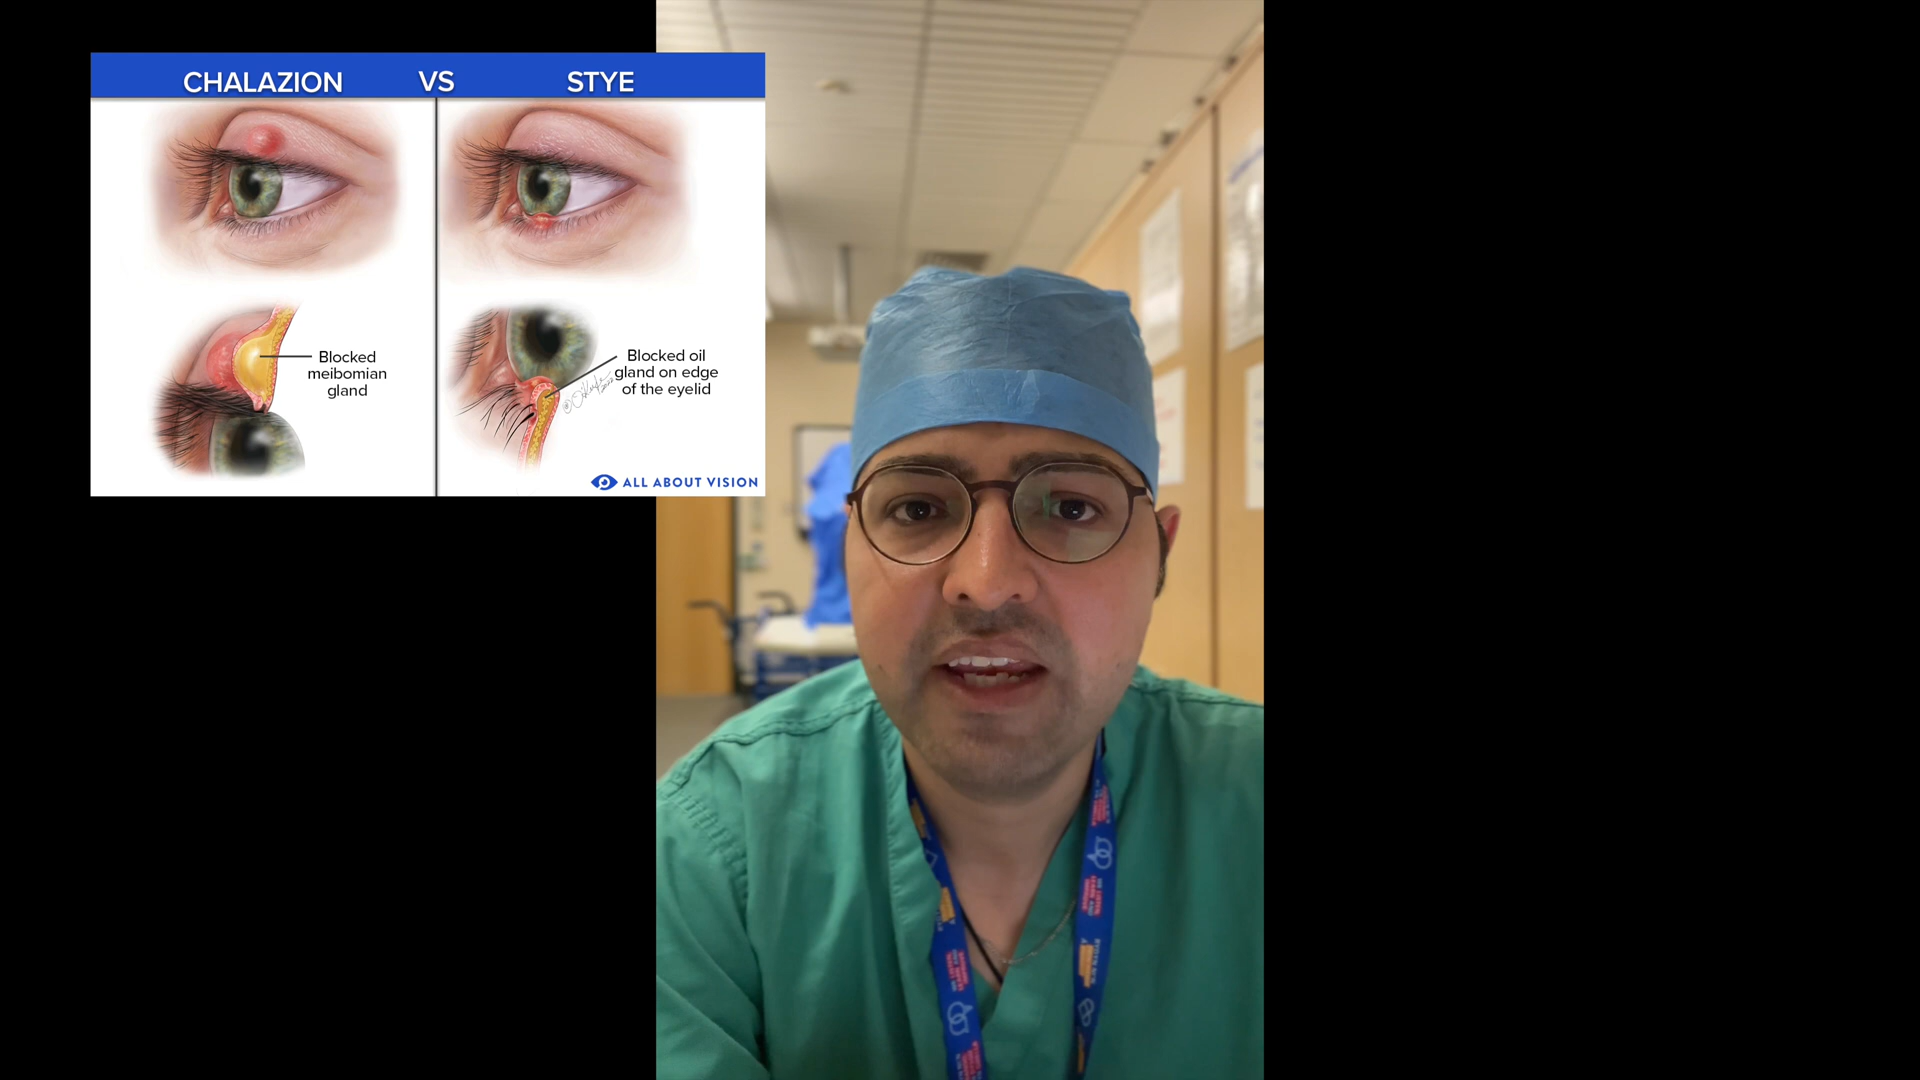 CHALAZION VS STYE
Blocked
meibomian
gland
Blocked oil
gland on edge
of the eyelid
ALL ABOUT VISION